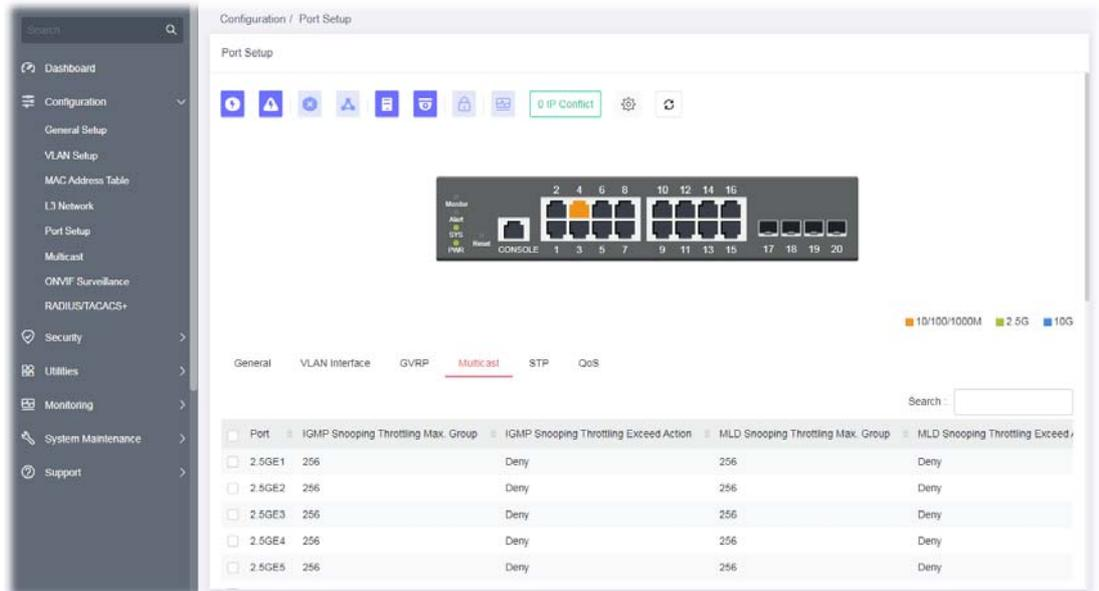 Configuration / Port Setup
Search
Port Setup
Dashboard
Configuration
General Setup
VLAN Setup
MAC Address Table
L3 Network
Port Setup
Multicast
ONVIF Surveillance
RADIUS/TACACS+
Security
Utilities
Monitoring
System Maintenance
Support
0 IP Conflict
2 4 6 8 10 12 14 16
Monitor
Alert
SYS
PWR
Reset
CONSOLE 1 3 5 7 9 11 13 15 17 18 19 20
10/100/1000M 2.5G 10G
General VLAN Interface GVRP Multicast STP QoS
Search :
Port IGMP Snooping Throttling Max. Group IGMP Snooping Throttling Exceed Action MLD Snooping Throttling Max. Group MLD Snooping Throttling Exceed
2.5GE1 256 Deny 256 Deny
2.5GE2 256 Deny 256 Deny
2.5GE3 256 Deny 256 Deny
2.5GE4 256 Deny 256 Deny
2.5GE5 256 Deny 256 Deny